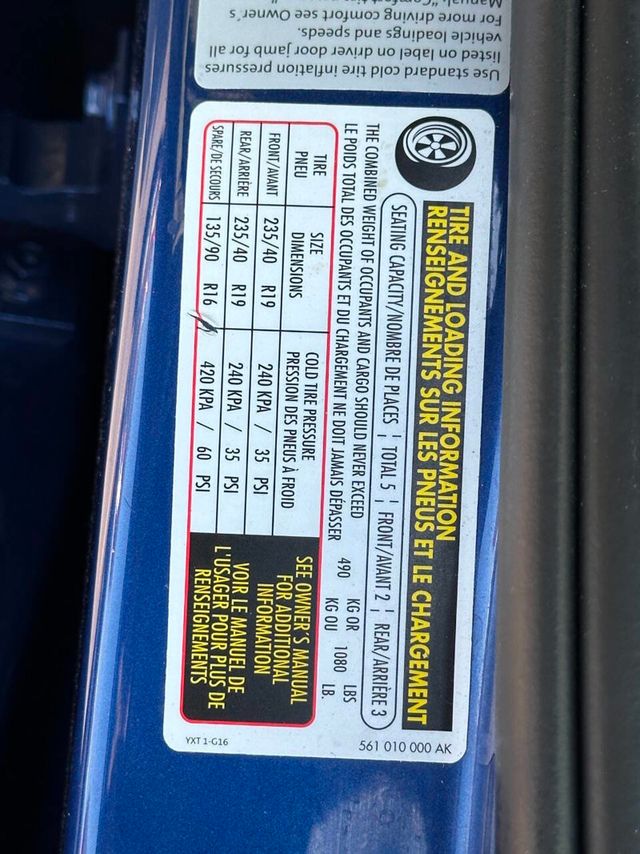 Use standard cold tire inflation pressures
listed on label on driver door jamb for all
vehicle loadings and speeds.
For more driving comfort see Owner's
TIRE AND LOADING INFORMATION
RENSEIGNEMENTS SUR LES PNEUS ET LE CHARGEMENT
SEATING CAPACITY/NOMBRE DE PLACES ¦ TOTAL 5 ¦ FRONT/AVANT 2 ¦ REAR/ARRIÈRE 3
THE COMBINED WEIGHT OF OCCUPANTS AND CARGO SHOULD NEVER EXCEED
LE POIDS TOTAL DES OCCUPANTS ET DU CHARGEMENT NE DOIT JAMAIS DÉPASSER
490 KG OR 1080 LBS
KG OU LB.
TIRE SIZE COLD TIRE PRESSURE
PNEU DIMENSIONS PRESSION DES PNEUS À FROID
FRONT/AVANT 235/40 R19 240 KPA / 35 PSI
REAR/ARRIÈRE 235/40 R19 240 KPA / 35 PSI
SPARE/DE SECOURS 135/90 R16 420 KPA / 60 PSI
SEE OWNER'S MANUAL
FOR ADDITIONAL
INFORMATION
VOIR LE MANUEL DE
L'USAGER POUR PLUS DE
RENSEIGNEMENTS
561 010 000 AK
YXT 1-G16